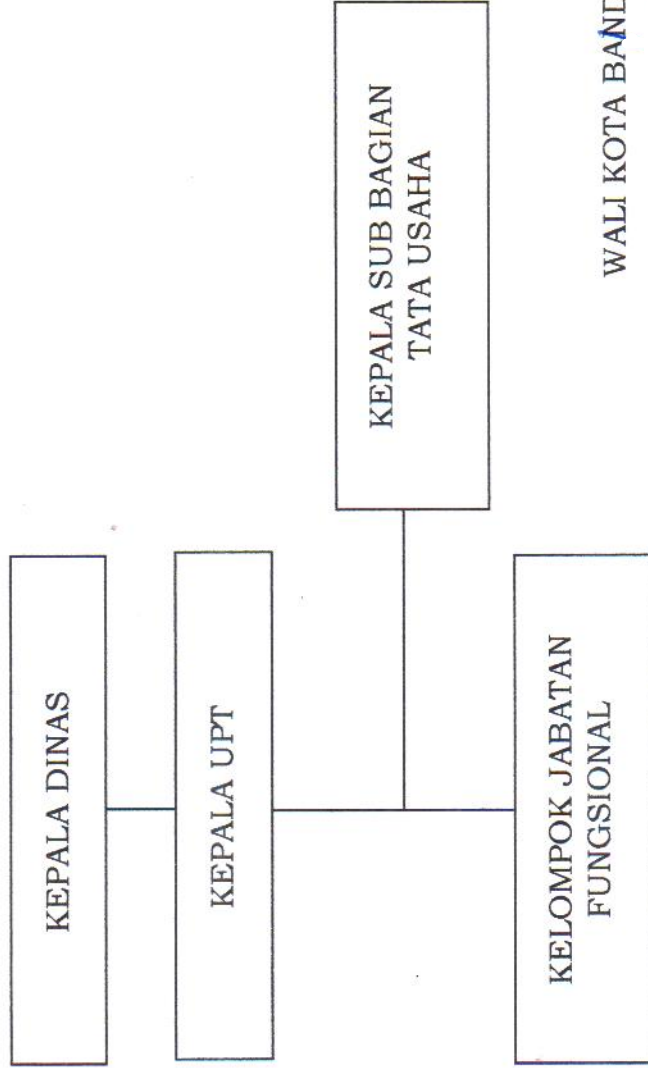 KEPALA DINAS
KEPALA UPT
KEPALA SUB BAGIAN
TATA USAHA
KELOMPOK JABATAN
FUNGSIONAL
WALI KOTA